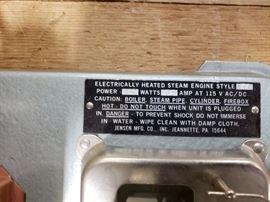 ELECTRICALLY HEATED STEAM ENGINE STYLE
POWER WATTS AMP AT 115 V AC/DC
CAUTION: BOILER, STEAM PIPE, CYLINDER, FIREBOX
HOT - DO NOT TOUCH WHEN UNIT IS PLUGGED
IN. DANGER - TO PREVENT SHOCK DO NOT IMMERSE
IN WATER - WIPE CLEAN WITH DAMP CLOTH.
JENSEN MFG. CO., INC. JEANNETTE, PA 15644